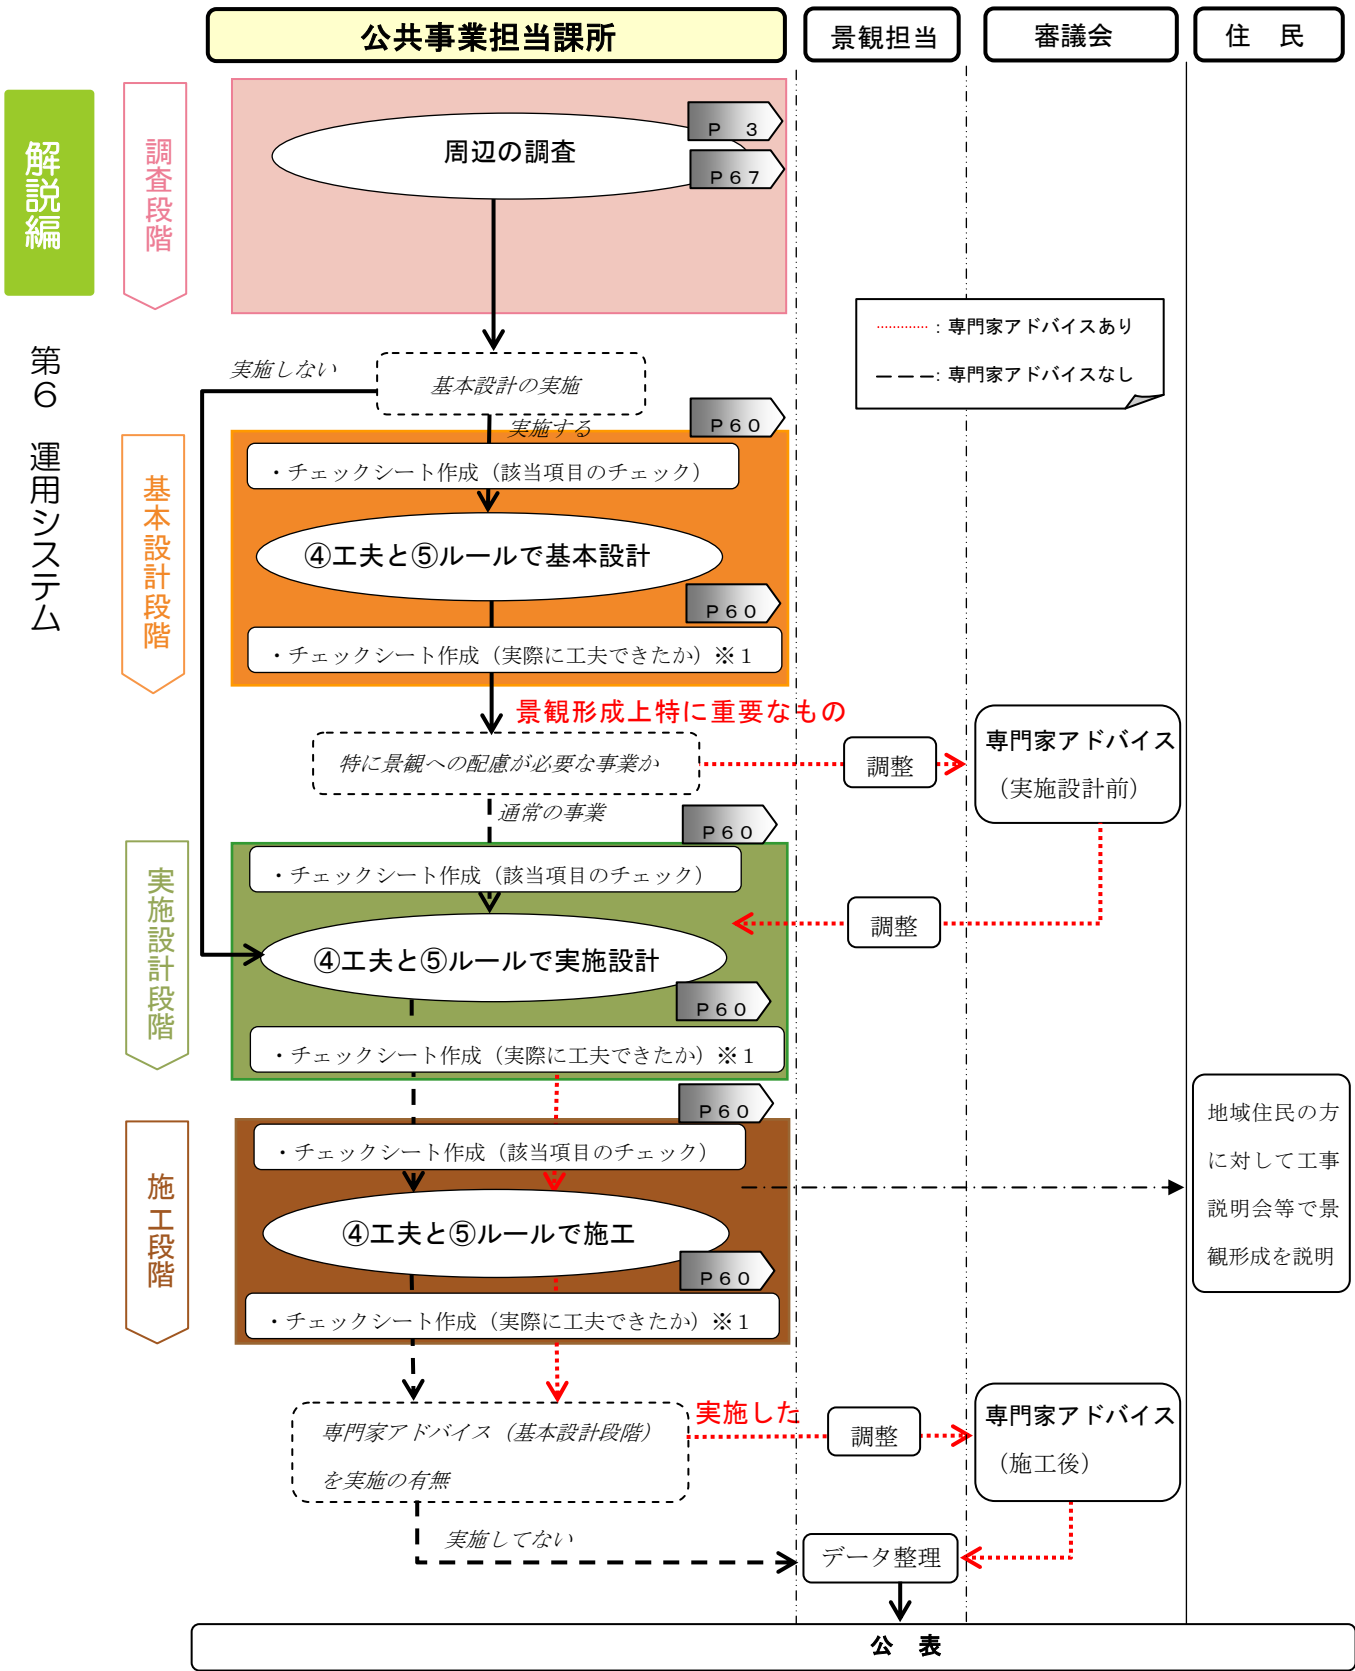 公共事業担当課所
景観担当
審議会
住　民
解説編
第６　運用システム
調査段階
周辺の調査
Ｐ　３
Ｐ６７
：専門家アドバイスあり
：専門家アドバイスなし
実施しない
基本設計の実施
実施する
Ｐ６０
基本設計段階
・チェックシート作成（該当項目のチェック）
④工夫と⑤ルールで基本設計
Ｐ６０
・チェックシート作成（実際に工夫できたか）※１
景観形成上特に重要なもの
特に景観への配慮が必要な事業か
調整
専門家アドバイス
（実施設計前）
通常の事業
Ｐ６０
実施設計段階
・チェックシート作成（該当項目のチェック）
調整
④工夫と⑤ルールで実施設計
Ｐ６０
・チェックシート作成（実際に工夫できたか）※１
Ｐ６０
施工段階
・チェックシート作成（該当項目のチェック）
地域住民の方
に対して工事
説明会等で景
観形成を説明
④工夫と⑤ルールで施工
Ｐ６０
・チェックシート作成（実際に工夫できたか）※１
専門家アドバイス（基本設計段階）
を実施の有無
実施した
調整
専門家アドバイス
（施工後）
実施してない
データ整理
公　表